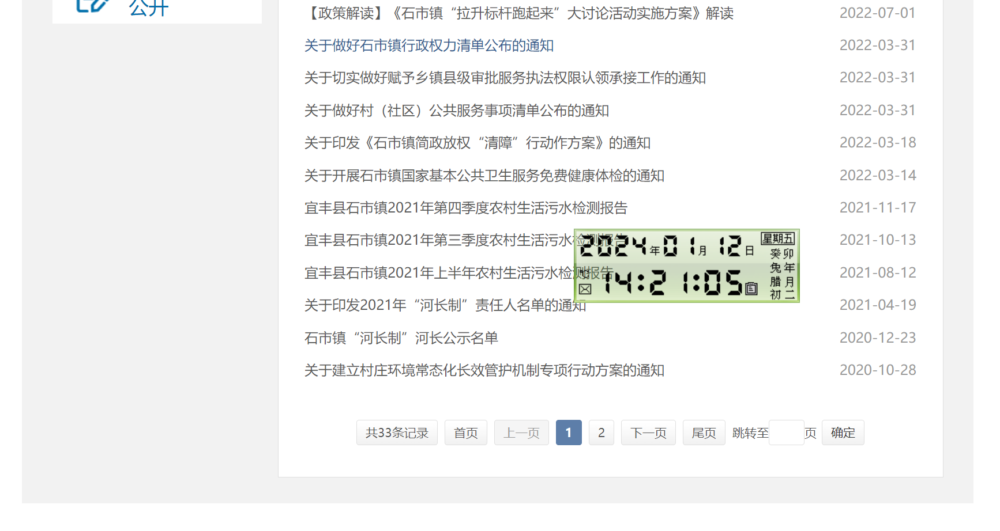 公开
【政策解读】《石市镇“拉升标杆跑起来”大讨论活动实施方案》解读 2022-07-01
关于做好石市镇行政权力清单公布的通知 2022-03-31
关于切实做好赋予乡镇县级审批服务执法权限认领承接工作的通知 2022-03-31
关于做好村（社区）公共服务事项清单公布的通知 2022-03-31
关于印发《石市镇简政放权“清障”行动作方案》的通知 2022-03-18
关于开展石市镇国家基本公共卫生服务免费健康体检的通知 2022-03-14
宜丰县石市镇2021年第四季度农村生活污水检测报告 2021-11-17
宜丰县石市镇2021年第三季度农村生活污水检测报告 2021-10-13
宜丰县石市镇2021年上半年农村生活污水检测报告 2021-08-12
关于印发2021年“河长制”责任人名单的通知 2021-04-19
石市镇“河长制”河长公示名单 2020-12-23
关于建立村庄环境常态化长效管护机制专项行动方案的通知 2020-10-28
2024年01月12日 星期五
14:21:05
癸卯
兔年
腊月
初二
共33条记录 首页 上一页 1 2 下一页 尾页 跳转至 页 确定